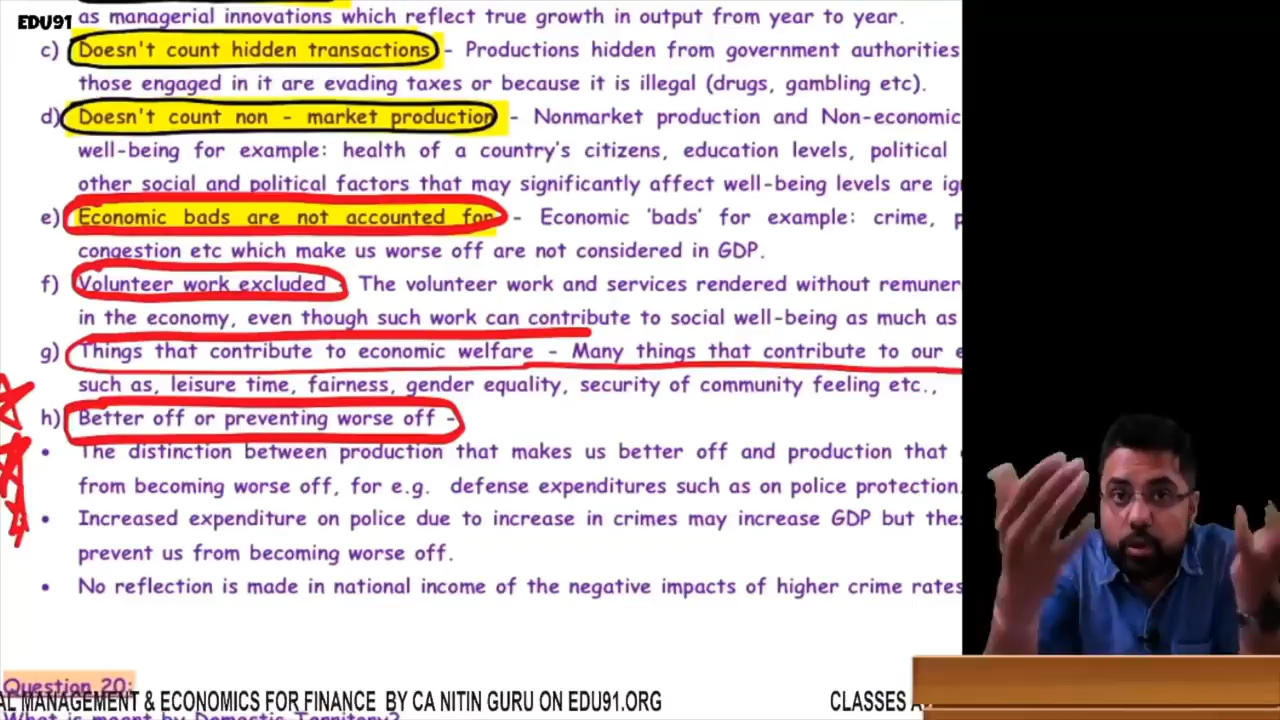 EDU91
as managerial innovations which reflect true growth in output from year to year.
c) Doesn't count hidden transactions - Productions hidden from government authorities
those engaged in it are evading taxes or because it is illegal (drugs, gambling etc).
d) Doesn't count non - market production - Nonmarket production and Non-economic
well-being for example: health of a country's citizens, education levels, political
other social and political factors that may significantly affect well-being levels are
e) Economic bads are not accounted for - Economic 'bads' for example: crime,
congestion etc which make us worse off are not considered in GDP.
f) Volunteer work excluded - The volunteer work and services rendered without
in the economy, even though such work can contribute to social well-being as much as
g) Things that contribute to economic welfare - Many things that contribute to our
such as, leisure time, fairness, gender equality, security of community feeling etc.,
h) Better off or preventing worse off -
• The distinction between production that makes us better off and production that
from becoming worse off, for e.g. defense expenditures such as on police protection.
• Increased expenditure on police due to increase in crimes may increase GDP but
prevent us from becoming worse off.
• No reflection is made in national income of the negative impacts of higher crime rates
Question 20:
What is meant by Domestic Territory?
MANAGEMENT & ECONOMICS FOR FINANCE BY CA NITIN GURU ON EDU91.ORG CLASSES